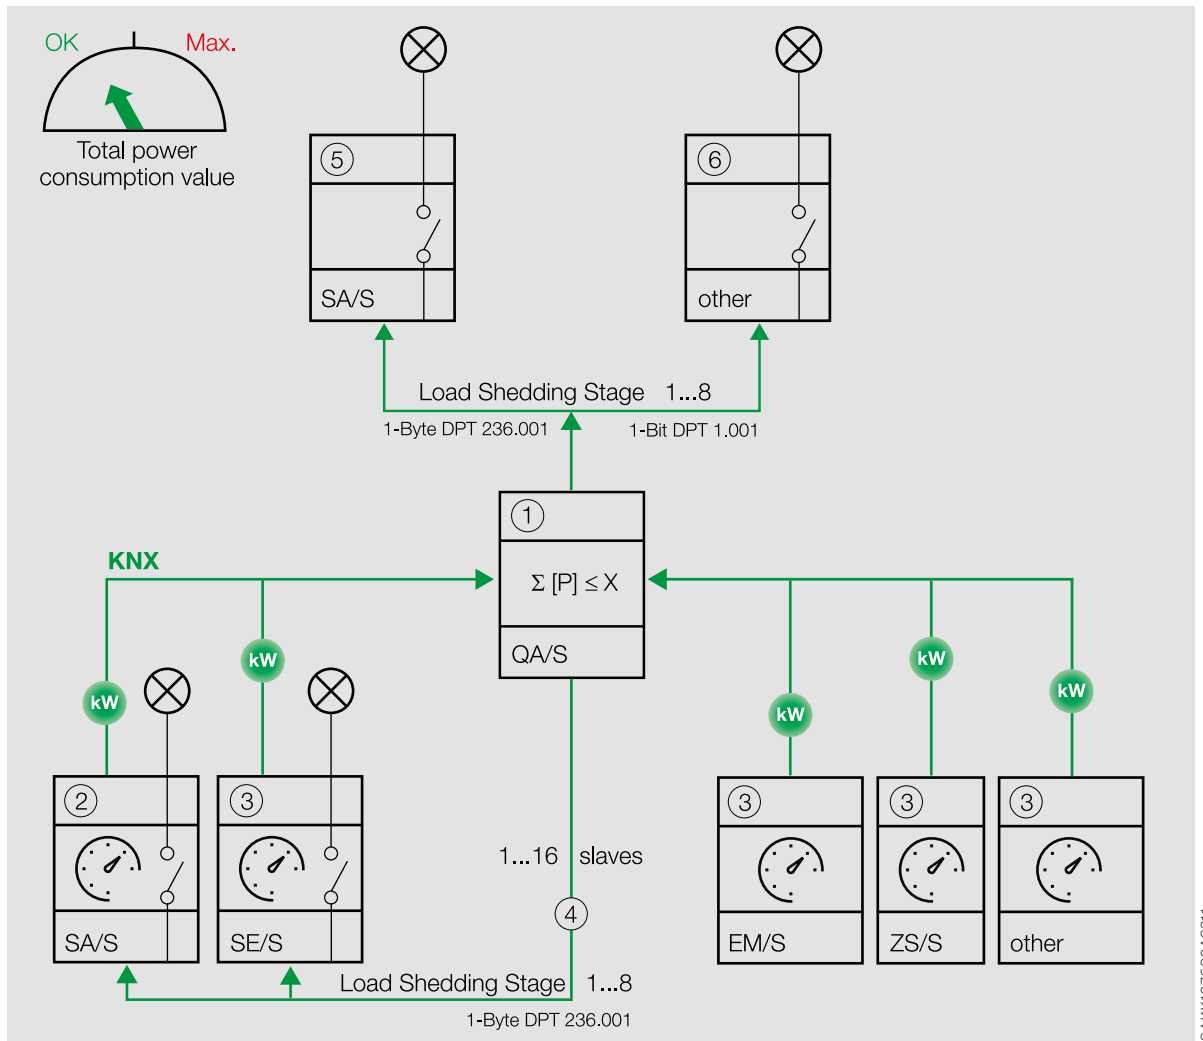 OK
Max.
Total power
consumption value
5
SA/S
6
other
Load Shedding Stage 1...8
1-Byte DPT 236.001
1-Bit DPT 1.001
1
Σ [P] ≤ X
QA/S
KNX
kW
kW
kW
kW
kW
2
SA/S
3
SE/S
1...16 slaves
4
Load Shedding Stage 1...8
1-Byte DPT 236.001
3
EM/S
3
ZS/S
3
other